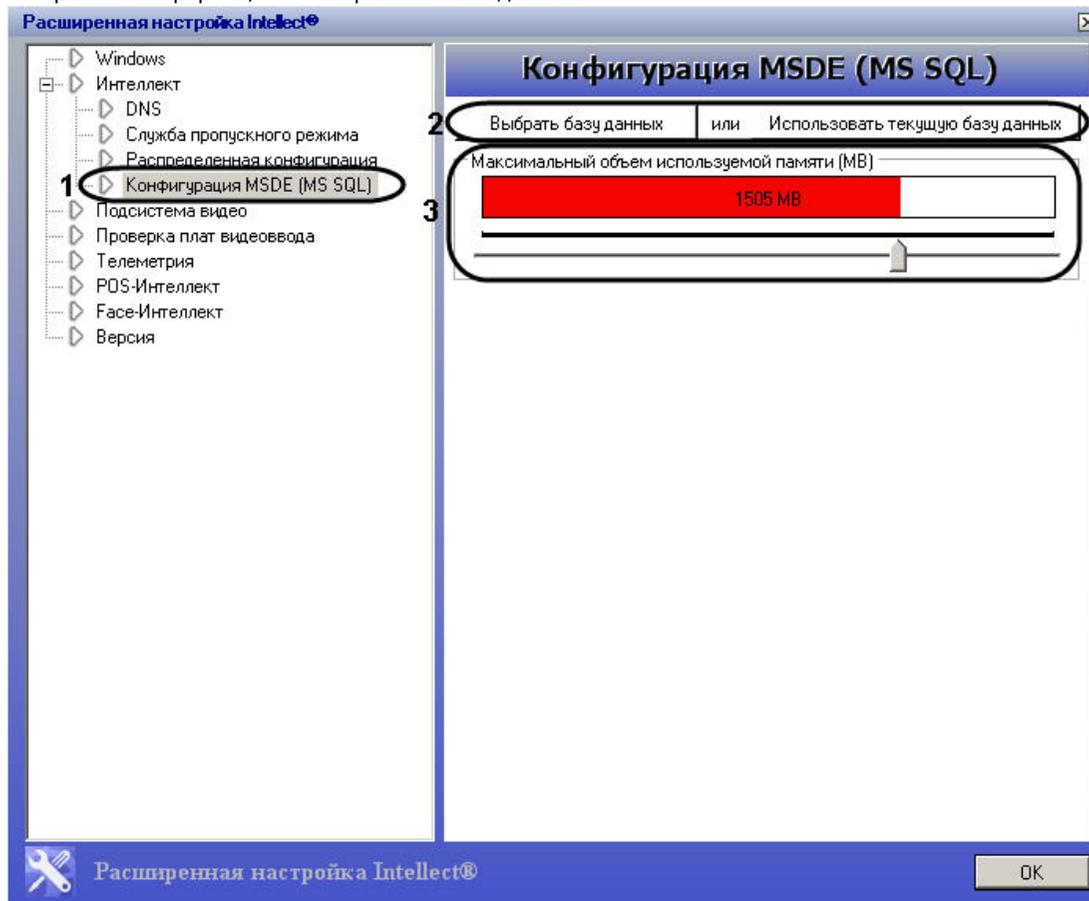 Расширенная настройка Intellect®
Windows
Интеллект
DNS
Служба пропускного режима
Распределенная конфигурация
1
Конфигурация MSDE (MS SQL)
Подсистема видео
Проверка плат видеоввода
Телеметрия
POS-Интеллект
Face-Интеллект
Версия
Конфигурация MSDE (MS SQL)
2
Выбрать базу данных
или
Использовать текущую базу данных
Максимальный объем используемой памяти (MB)
3
1505 MB
Расширенная настройка Intellect®
OK